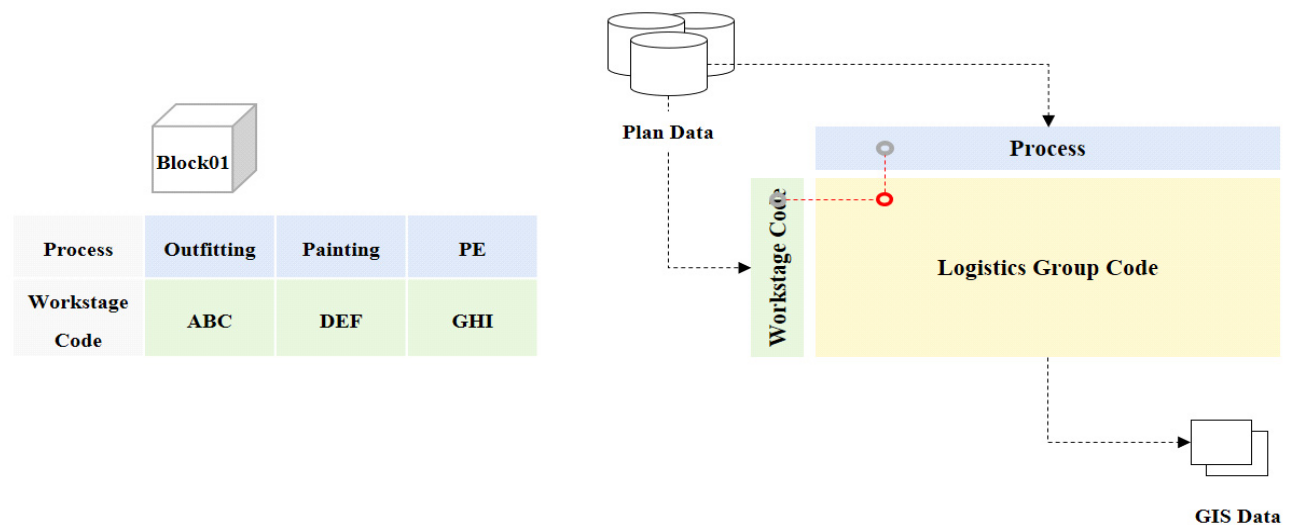 Block01
Process Outfitting Painting PE
Workstage
Code
ABC DEF GHI
Plan Data
Process
Workstage Code
Logistics Group Code
GIS Data